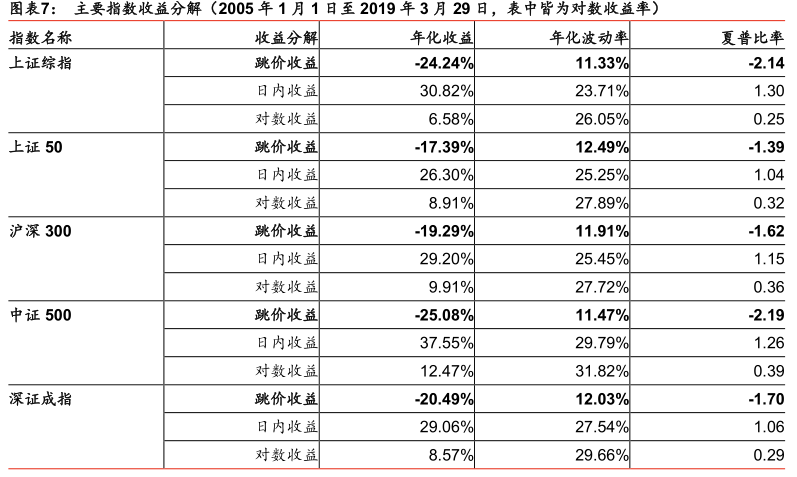 图表7： 主要指数收益分解（2005 年 1 月 1 日至 2019 年 3 月 29 日，表中皆为对数收益率）
指数名称 收益分解 年化收益 年化波动率 夏普比率
上证综指 跳价收益 -24.24% 11.33% -2.14
日内收益 30.82% 23.71% 1.30
对数收益 6.58% 26.05% 0.25
上证 50 跳价收益 -17.39% 12.49% -1.39
日内收益 26.30% 25.25% 1.04
对数收益 8.91% 27.89% 0.32
沪深 300 跳价收益 -19.29% 11.91% -1.62
日内收益 29.20% 25.45% 1.15
对数收益 9.91% 27.72% 0.36
中证 500 跳价收益 -25.08% 11.47% -2.19
日内收益 37.55% 29.79% 1.26
对数收益 12.47% 31.82% 0.39
深证成指 跳价收益 -20.49% 12.03% -1.70
日内收益 29.06% 27.54% 1.06
对数收益 8.57% 29.66% 0.29